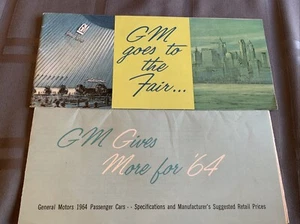 GM
goes to
the
Fair...
GM Gives
More for '64
General Motors 1964 Passenger Cars -- Specifications and Manufacturer's Suggested Retail Prices